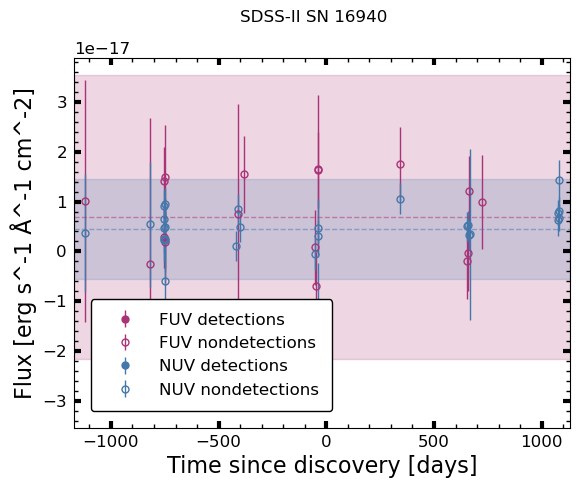 SDSS-II SN 16940
1e−17
Flux [erg s^-1 Å^-1 cm^-2]
3
2
1
0
−1
−2
−3
FUV detections
FUV nondetections
NUV detections
NUV nondetections
−1000 −500 0 500 1000
Time since discovery [days]